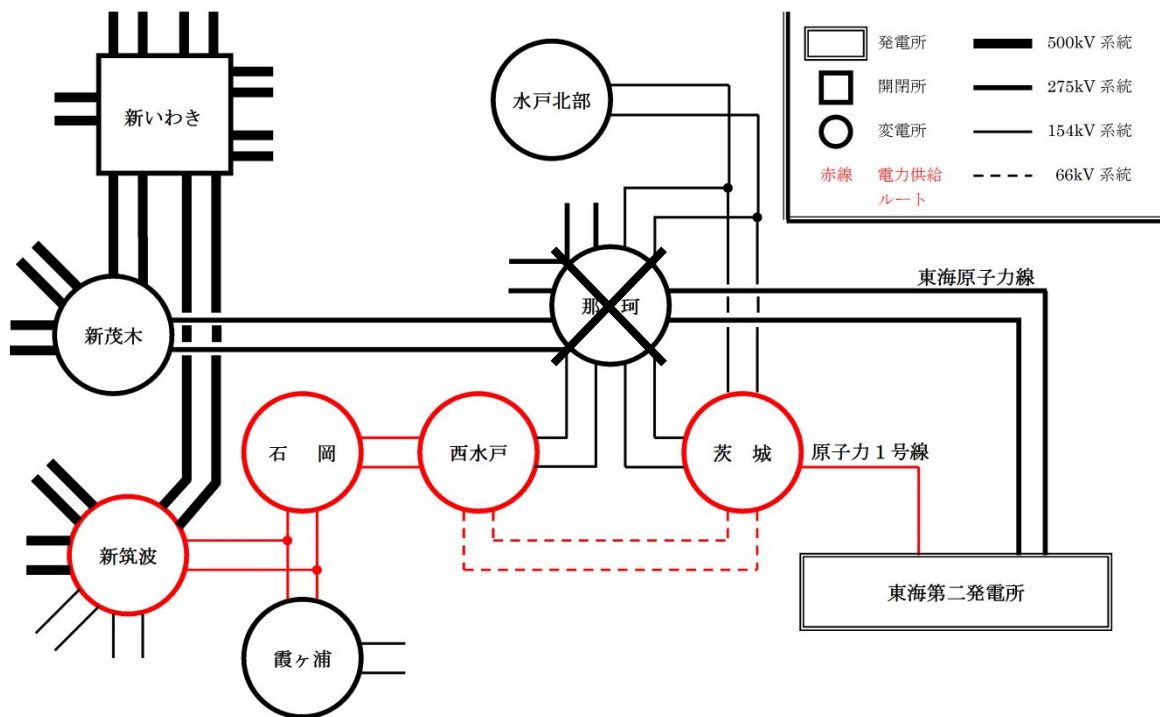 新いわき
水戸北部
発電所
500kV 系統
開閉所
275kV 系統
変電所
154kV 系統
赤線
電力供給
ルート
66kV 系統
那珂
東海原子力線
新茂木
石岡
西水戸
茨城
原子力１号線
新筑波
東海第二発電所
霞ヶ浦